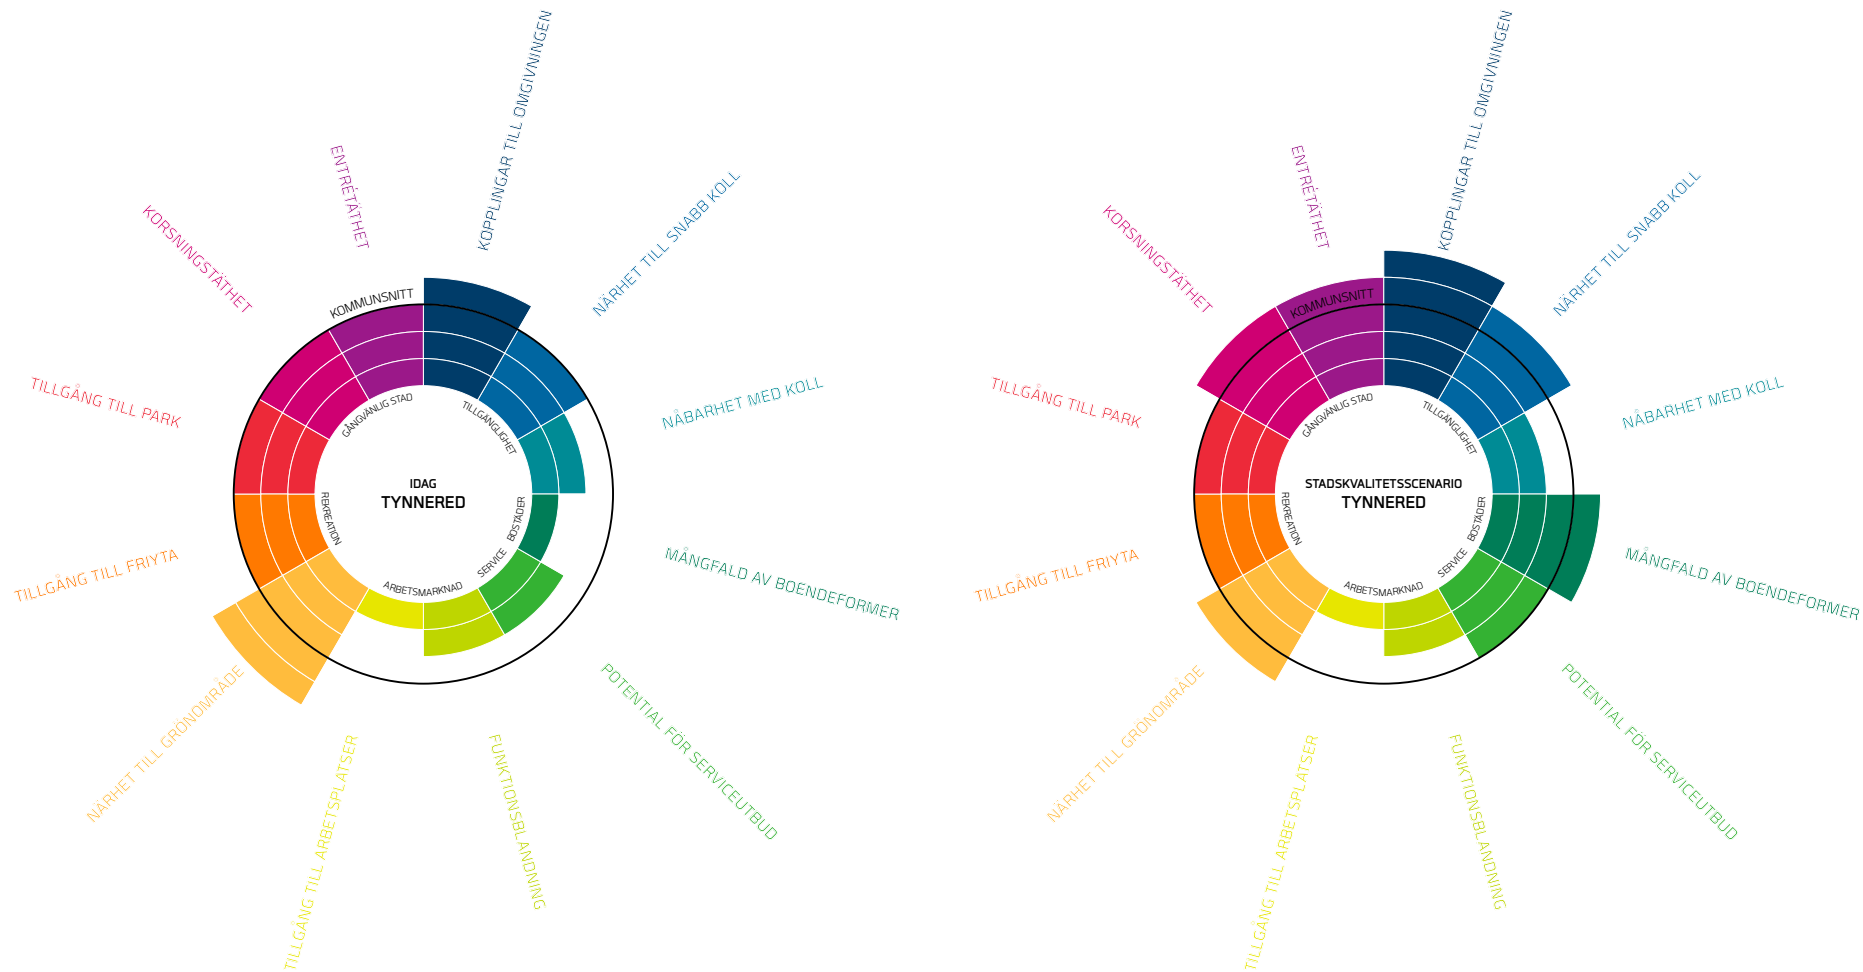 KOPPLINGAR TILL OMGIVNINGEN
NÄRHET TILL SNABB KOLL
NÅBARHET MED KOLL
MÅNGFALD AV BOENDEFORMER
POTENTIAL FÖR SERVICEUTBUD
FUNKTIONSBLANDNING
TILLGÅNG TILL ARBETSPLATSER
NÄRHET TILL GRÖNOMRÅDE
TILLGÅNG TILL FRIYTA
TILLGÅNG TILL PARK
KORSNINGSTÄTHET
ENTRÉTÄTHET
KOMMUNSNITT
GÅNGVÄNLIG STAD
TILLGÄNGLIGHET
BOSTÄDER
SERVICE
ARBETSMARKNAD
REKREATION
IDAG
TYNNERED
KOPPLINGAR TILL OMGIVNINGEN
NÄRHET TILL SNABB KOLL
NÅBARHET MED KOLL
MÅNGFALD AV BOENDEFORMER
POTENTIAL FÖR SERVICEUTBUD
FUNKTIONSBLANDNING
TILLGÅNG TILL ARBETSPLATSER
NÄRHET TILL GRÖNOMRÅDE
TILLGÅNG TILL FRIYTA
TILLGÅNG TILL PARK
KORSNINGSTÄTHET
ENTRÉTÄTHET
KOMMUNSNITT
GÅNGVÄNLIG STAD
TILLGÄNGLIGHET
BOSTÄDER
SERVICE
ARBETSMARKNAD
REKREATION
STADSKVALITETSSCENARIO
TYNNERED